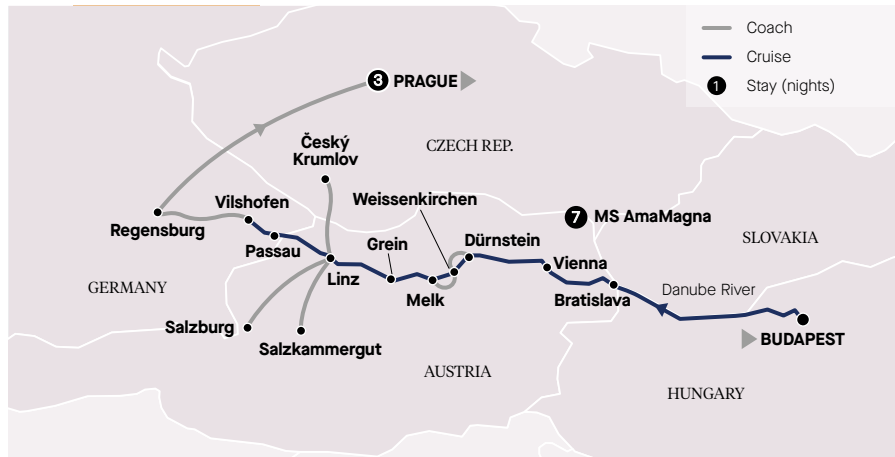 Coach
Cruise
1 Stay (nights)
3 PRAGUE
Český
Krumlov
CZECH REP.
Weissenkirchen
Vilshofen
7 MS AmaMagna
Regensburg
Passau
Grein
Dürnstein
SLOVAKIA
Linz
Vienna
GERMANY
Melk
Bratislava
Danube River
Salzburg
Salzkammergut
BUDAPEST
AUSTRIA
HUNGARY